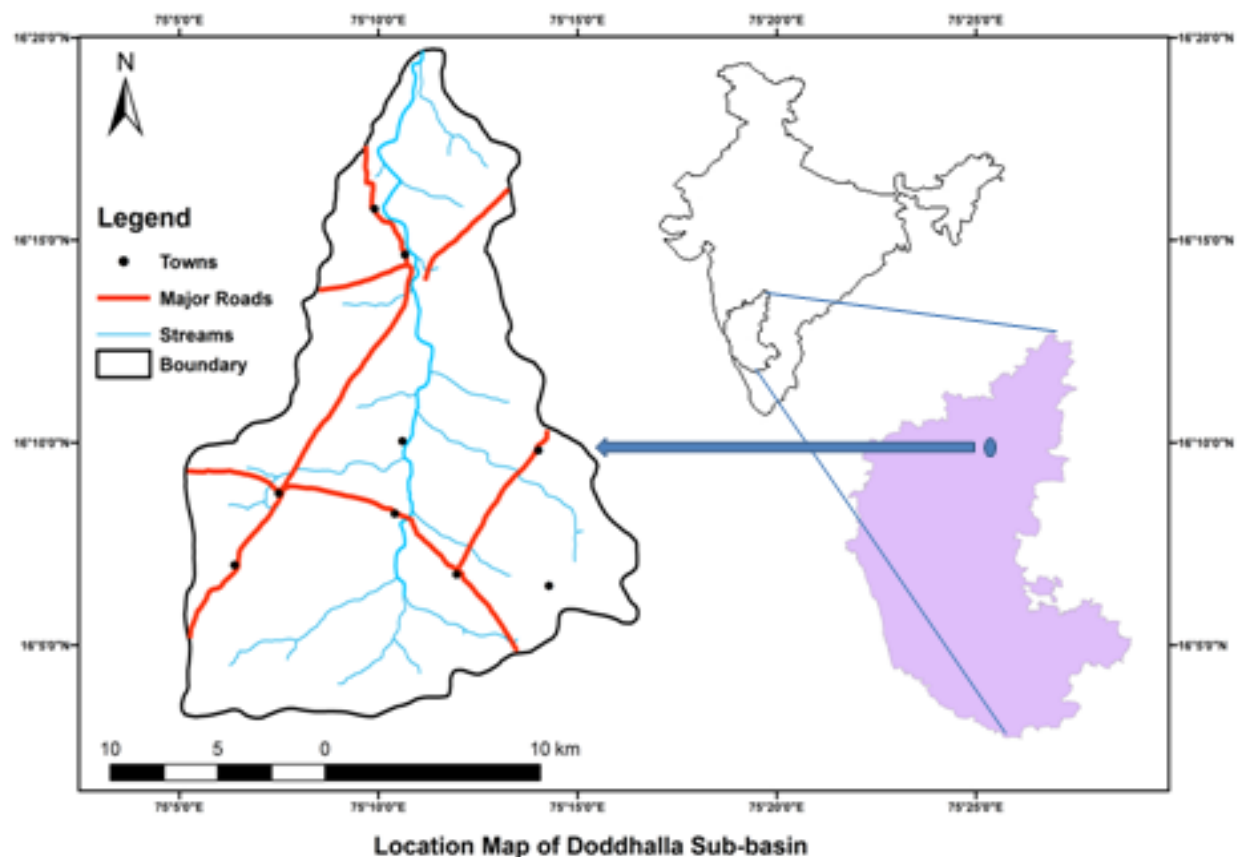 75°5'0"E 75°10'0"E 75°15'0"E 75°20'0"E 75°25'0"E
16°20'0"N 16°20'0"N
N
Legend
Towns
Major Roads
Streams
Boundary
16°15'0"N 16°15'0"N
16°10'0"N 16°10'0"N
16°5'0"N 16°5'0"N
10 5 0 10 km
75°5'0"E 75°10'0"E 75°15'0"E 75°20'0"E 75°25'0"E
Location Map of Doddhalla Sub-basin